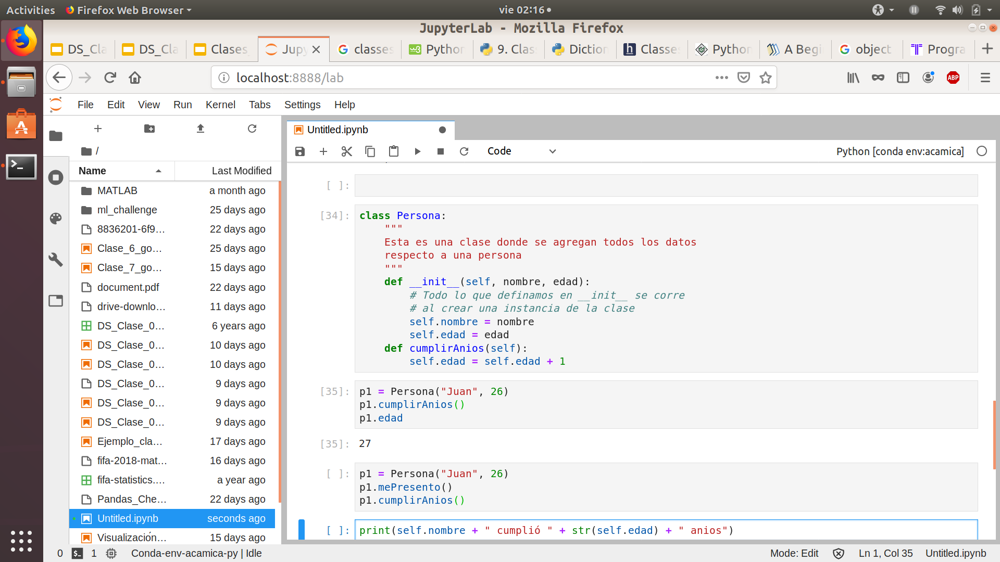 Activities
Firefox Web Browser
vie 02:16
JupyterLab - Mozilla Firefox
DS_Cla
DS_Cla
Clases_
Jupy
classes
Python
9. Clas
Diction
Classes
Python
A Begi
object
Progra
localhost:8888/lab
ABP
File Edit View Run Kernel Tabs Settings Help
Untitled.ipynb
/
Code
Python [conda env:acamica]
Name Last Modified
MATLAB a month ago
ml_challenge 25 days ago
8836201-6f9... 22 days ago
Clase_6_go... 25 days ago
Clase_7_go... 15 days ago
document.pdf 22 days ago
drive-downlo... 11 days ago
DS_Clase_0... 6 years ago
DS_Clase_0... 10 days ago
DS_Clase_0... 10 days ago
DS_Clase_0... 9 days ago
DS_Clase_0... 9 days ago
DS_Clase_0... 9 days ago
Ejemplo_cla... 17 days ago
fifa-2018-mat... 16 days ago
fifa-statistics.... a year ago
Pandas_Che... 22 days ago
Untitled.ipynb seconds ago
Visualización... 15 days ago
[ ]:
[34]: class Persona:
"""
Esta es una clase donde se agregan todos los datos
respecto a una persona
"""
def __init__(self, nombre, edad):
# Todo lo que definamos en __init__ se corre
# al crear una instancia de la clase
self.nombre = nombre
self.edad = edad
def cumplirAnios(self):
self.edad = self.edad + 1
[35]: p1 = Persona("Juan", 26)
p1.cumplirAnios()
p1.edad
[35]: 27
[ ]: p1 = Persona("Juan", 26)
p1.mePresento()
p1.cumplirAnios()
[ ]: print(self.nombre + " cumplió " + str(self.edad) + " anios")
0 1 Conda-env-acamica-py | Idle
Mode: Edit Ln 1, Col 35 Untitled.ipynb